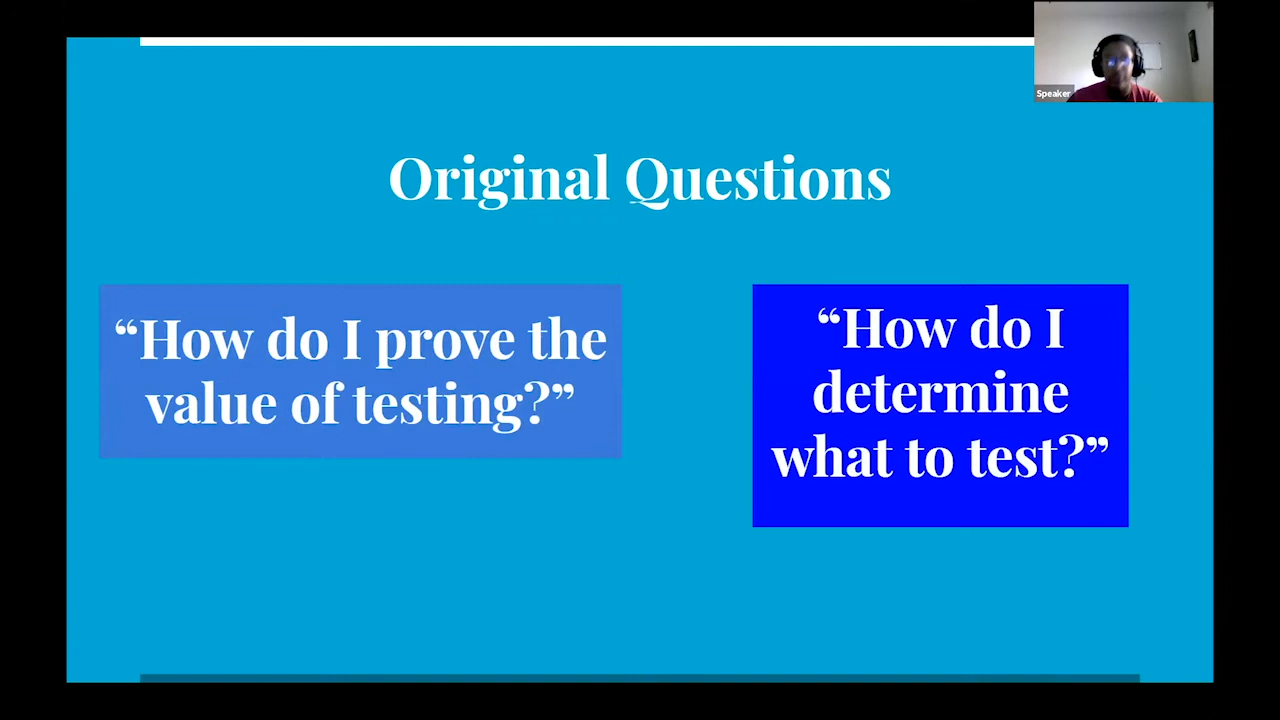 Speaker
Original Questions
“How do I prove the
value of testing?”
“How do I
determine
what to test?”